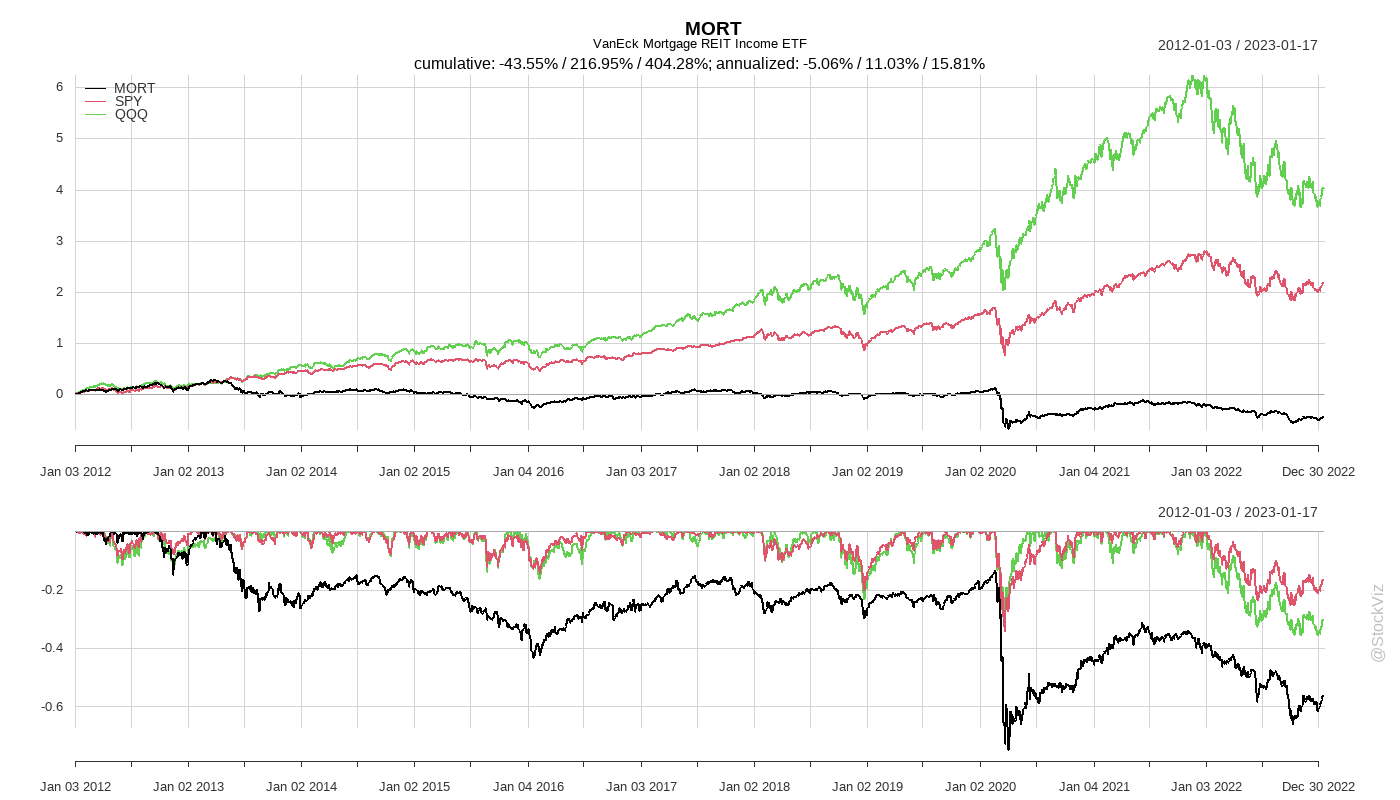 MORT
VanEck Mortgage REIT Income ETF
2012-01-03 / 2023-01-17
cumulative: -43.55% / 216.95% / 404.28%; annualized: -5.06% / 11.03% / 15.81%
MORT
SPY
QQQ
6
5
4
3
2
1
0
Jan 03 2012 Jan 02 2013 Jan 02 2014 Jan 02 2015 Jan 04 2016 Jan 03 2017 Jan 02 2018 Jan 02 2019 Jan 02 2020 Jan 04 2021 Jan 03 2022 Dec 30 2022
2012-01-03 / 2023-01-17
-0.2
-0.4
-0.6
Jan 03 2012 Jan 02 2013 Jan 02 2014 Jan 02 2015 Jan 04 2016 Jan 03 2017 Jan 02 2018 Jan 02 2019 Jan 02 2020 Jan 04 2021 Jan 03 2022 Dec 30 2022
@StockViz